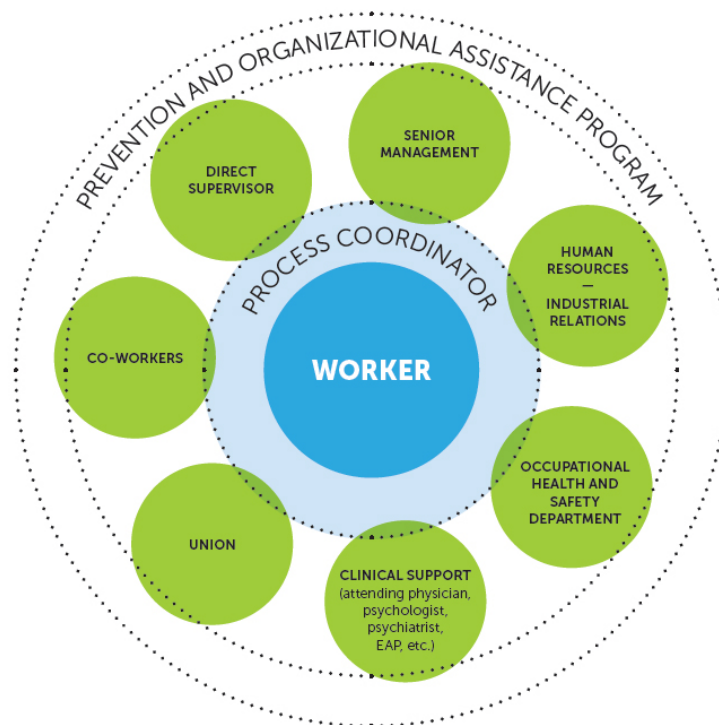 PREVENTION AND ORGANIZATIONAL ASSISTANCE PROGRAM
SENIOR
MANAGEMENT
DIRECT
SUPERVISOR
PROCESS COORDINATOR
HUMAN
RESOURCES
—
INDUSTRIAL
RELATIONS
CO-WORKERS
WORKER
OCCUPATIONAL
HEALTH AND
SAFETY
DEPARTMENT
UNION
CLINICAL SUPPORT
(attending physician,
psychologist,
psychiatrist,
EAP, etc.)